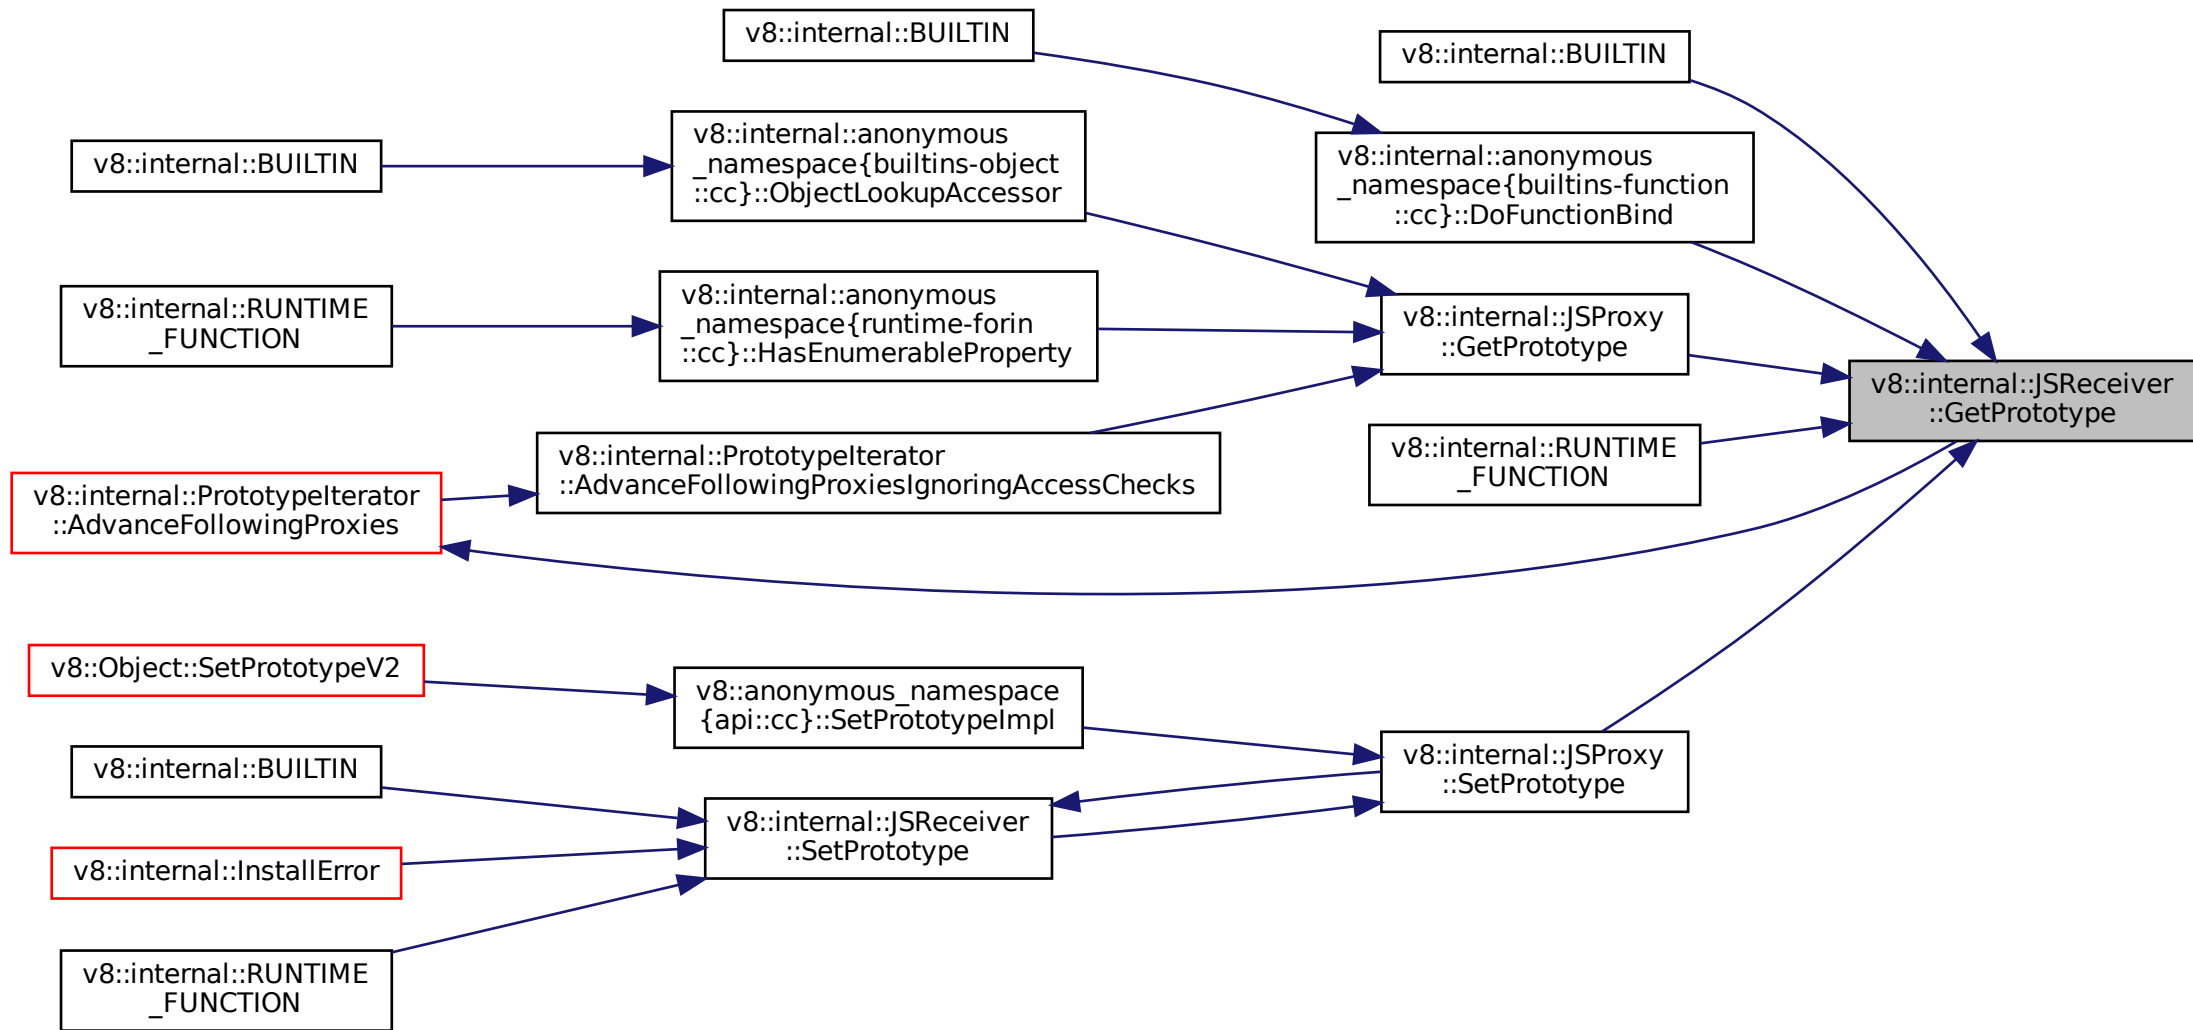 v8::internal::BUILTIN
v8::internal::BUILTIN
v8::internal::anonymous
_namespace{builtins-object
::cc}::ObjectLookupAccessor
v8::internal::BUILTIN
v8::internal::anonymous
_namespace{builtins-function
::cc}::DoFunctionBind
v8::internal::RUNTIME
_FUNCTION
v8::internal::anonymous
_namespace{runtime-forin
::cc}::HasEnumerableProperty
v8::internal::JSProxy
::GetPrototype
v8::internal::JSReceiver
::GetPrototype
v8::internal::PrototypeIterator
::AdvanceFollowingProxies
v8::internal::PrototypeIterator
::AdvanceFollowingProxiesIgnoringAccessChecks
v8::internal::RUNTIME
_FUNCTION
v8::Object::SetPrototypeV2
v8::anonymous_namespace
{api::cc}::SetPrototypeImpl
v8::internal::BUILTIN
v8::internal::JSProxy
::SetPrototype
v8::internal::JSReceiver
::SetPrototype
v8::internal::InstallError
v8::internal::RUNTIME
_FUNCTION